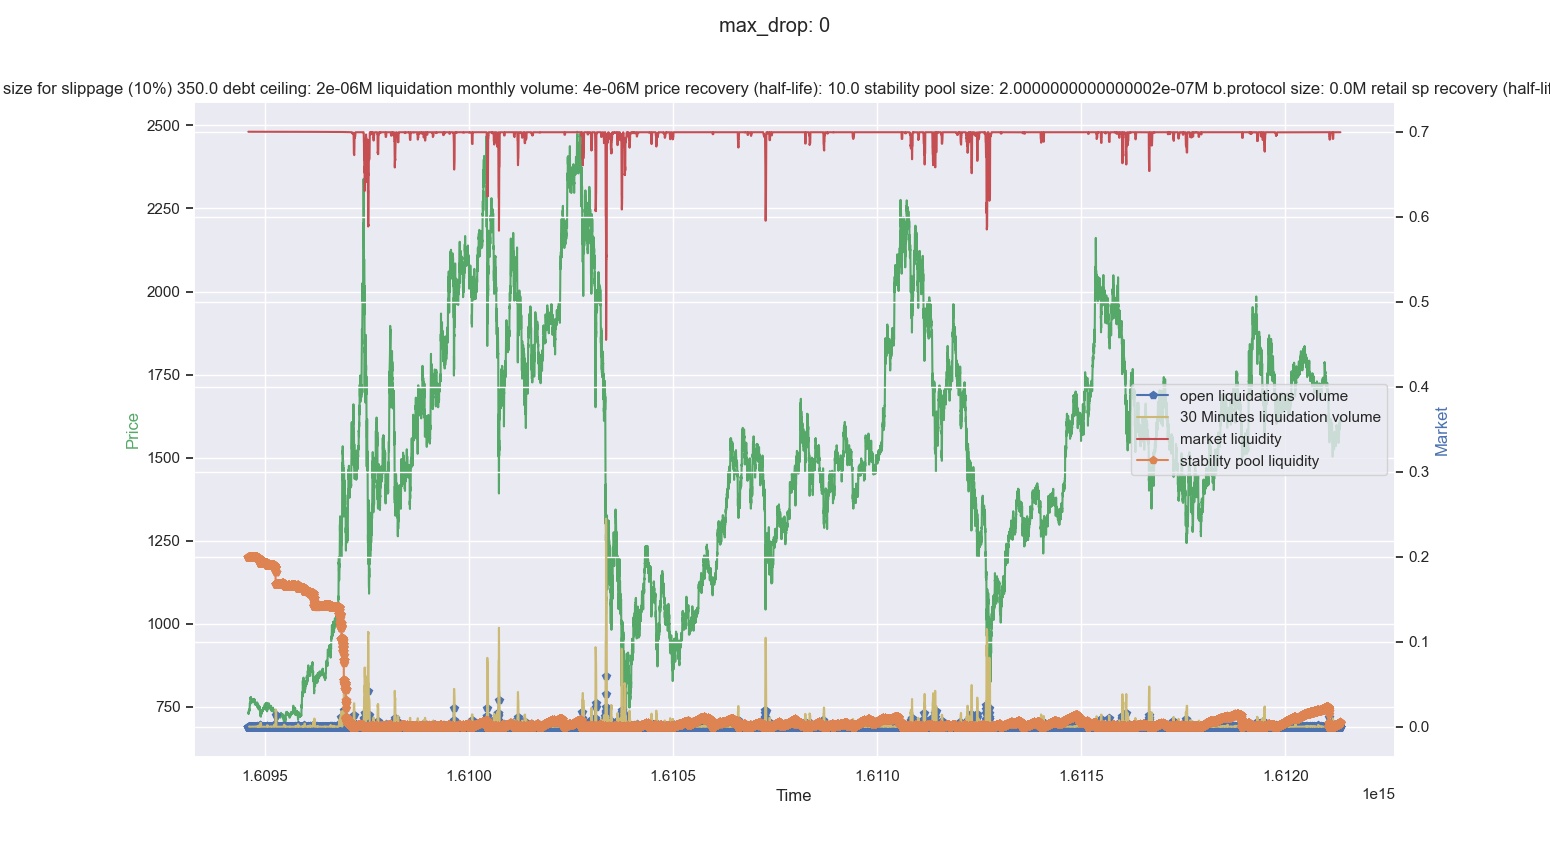 max_drop: 0
size for slippage (10%) 350.0 debt ceiling: 2e-06M liquidation monthly volume: 4e-06M price recovery (half-life): 10.0 stability pool size: 2.0000000000000002e-07M b.protocol size: 0.0M retail sp recovery (half-lif
2500
2250
2000
1750
1500
1250
1000
750
Price
0.7
0.6
0.5
0.4
0.3
0.2
0.1
0.0
Market
open liquidations volume
30 Minutes liquidation volume
market liquidity
stability pool liquidity
1.6095 1.6100 1.6105 1.6110 1.6115 1.6120
Time
1e15